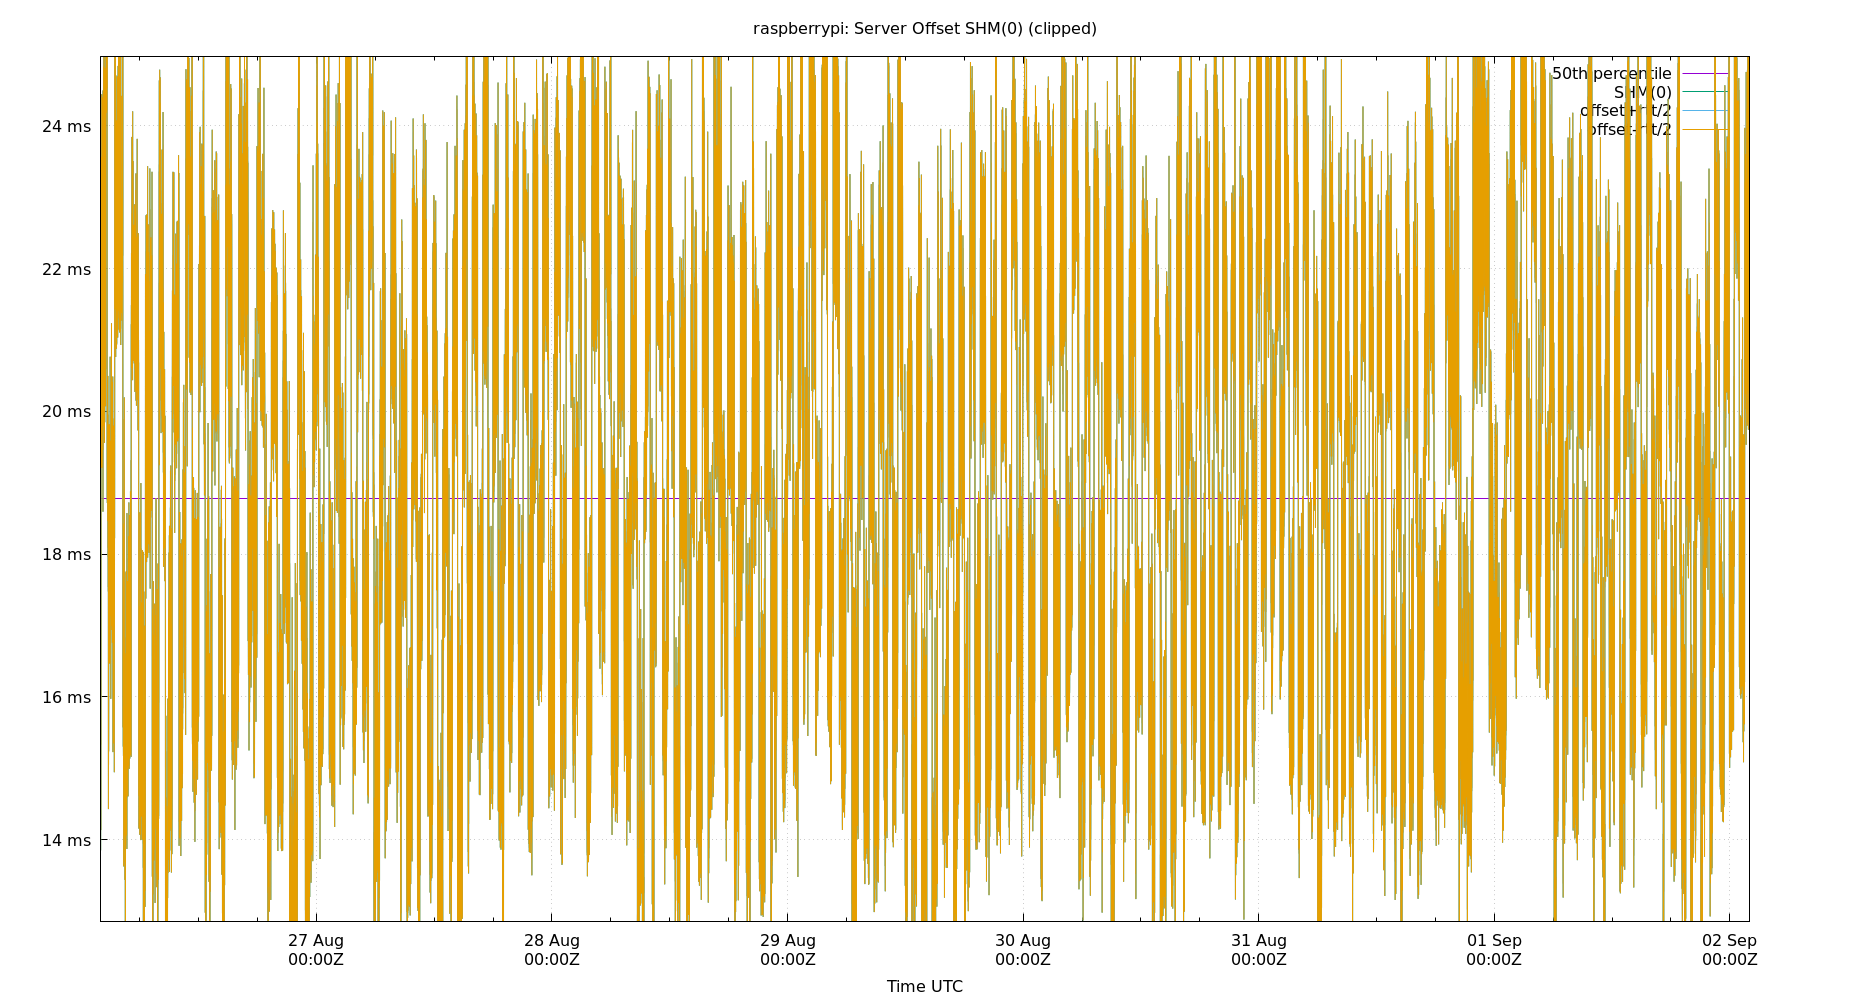 raspberrypi: Server Offset SHM(0) (clipped)
50th percentile
SHM(0)
offset+rtt/2
offset-rtt/2
24 ms
22 ms
20 ms
18 ms
16 ms
14 ms
27 Aug 28 Aug 29 Aug 30 Aug 31 Aug 01 Sep 02 Sep
00:00Z 00:00Z 00:00Z 00:00Z 00:00Z 00:00Z 00:00Z
Time UTC